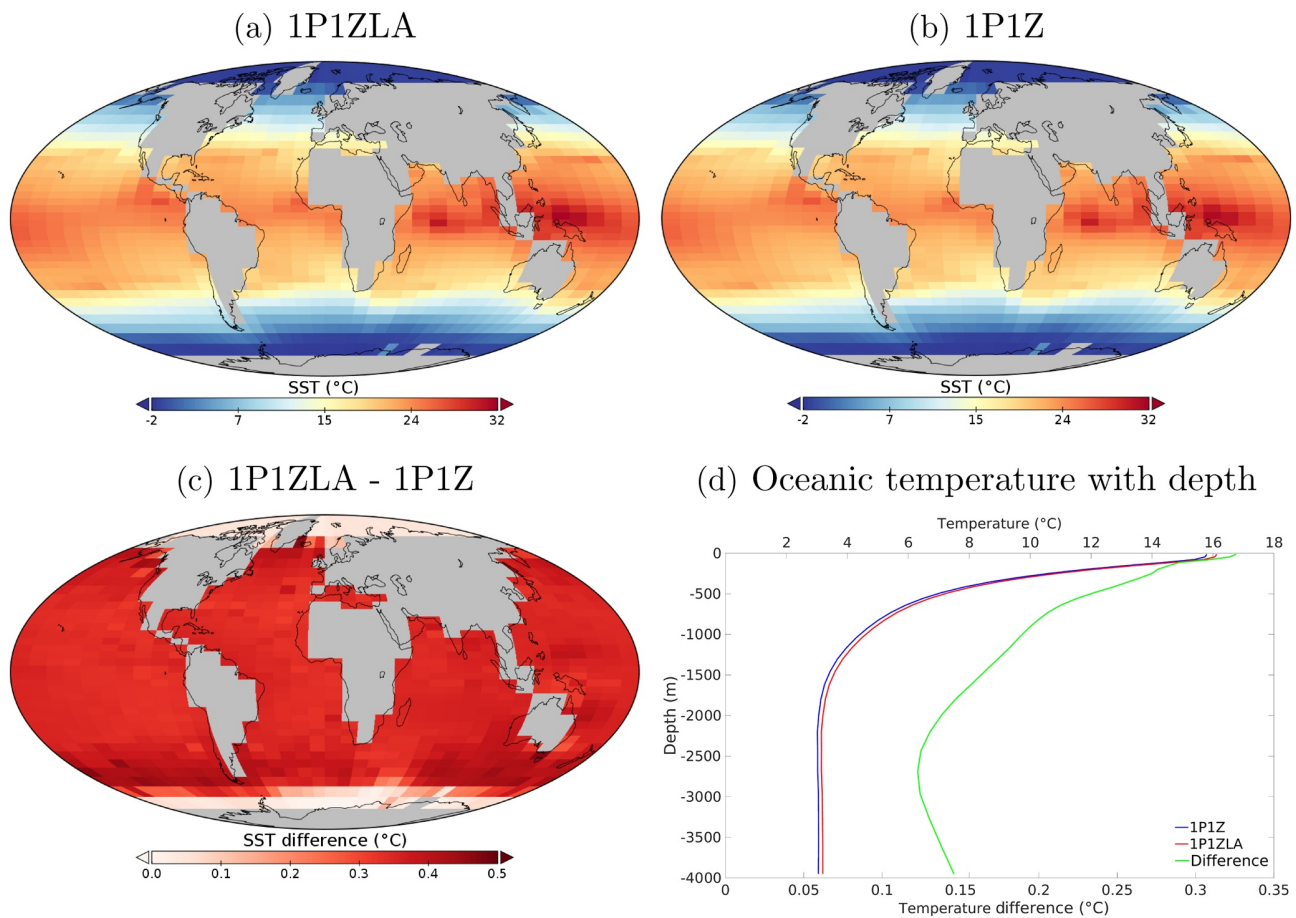 (a) 1P1ZLA
(b) 1P1Z
SST (°C)
-2 7 15 24 32
SST (°C)
-2 7 15 24 32
(c) 1P1ZLA - 1P1Z
SST difference (°C)
0.0 0.1 0.2 0.3 0.4 0.5
(d) Oceanic temperature with depth
Temperature (°C)
2 4 6 8 10 12 14 16 18
Depth (m)
0
-500
-1000
-1500
-2000
-2500
-3000
-3500
-4000
1P1Z
1P1ZLA
Difference
0 0.05 0.1 0.15 0.2 0.25 0.3 0.35
Temperature difference (°C)